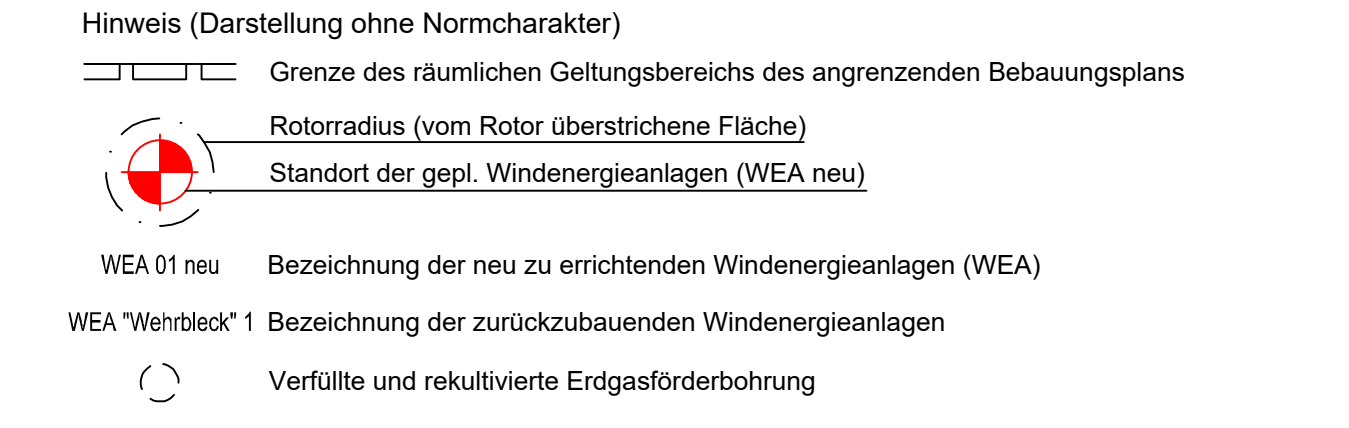 Hinweis (Darstellung ohne Normcharakter)
Grenze des räumlichen Geltungsbereichs des angrenzenden Bebauungsplans
Rotorradius (vom Rotor überstrichene Fläche)
Standort der gepl. Windenergieanlagen (WEA neu)
WEA 01 neu Bezeichnung der neu zu errichtenden Windenergieanlagen (WEA)
WEA "Wehrbleck" 1 Bezeichnung der zurückzubauenden Windenergieanlagen
Verfüllte und rekultivierte Erdgasförderbohrung